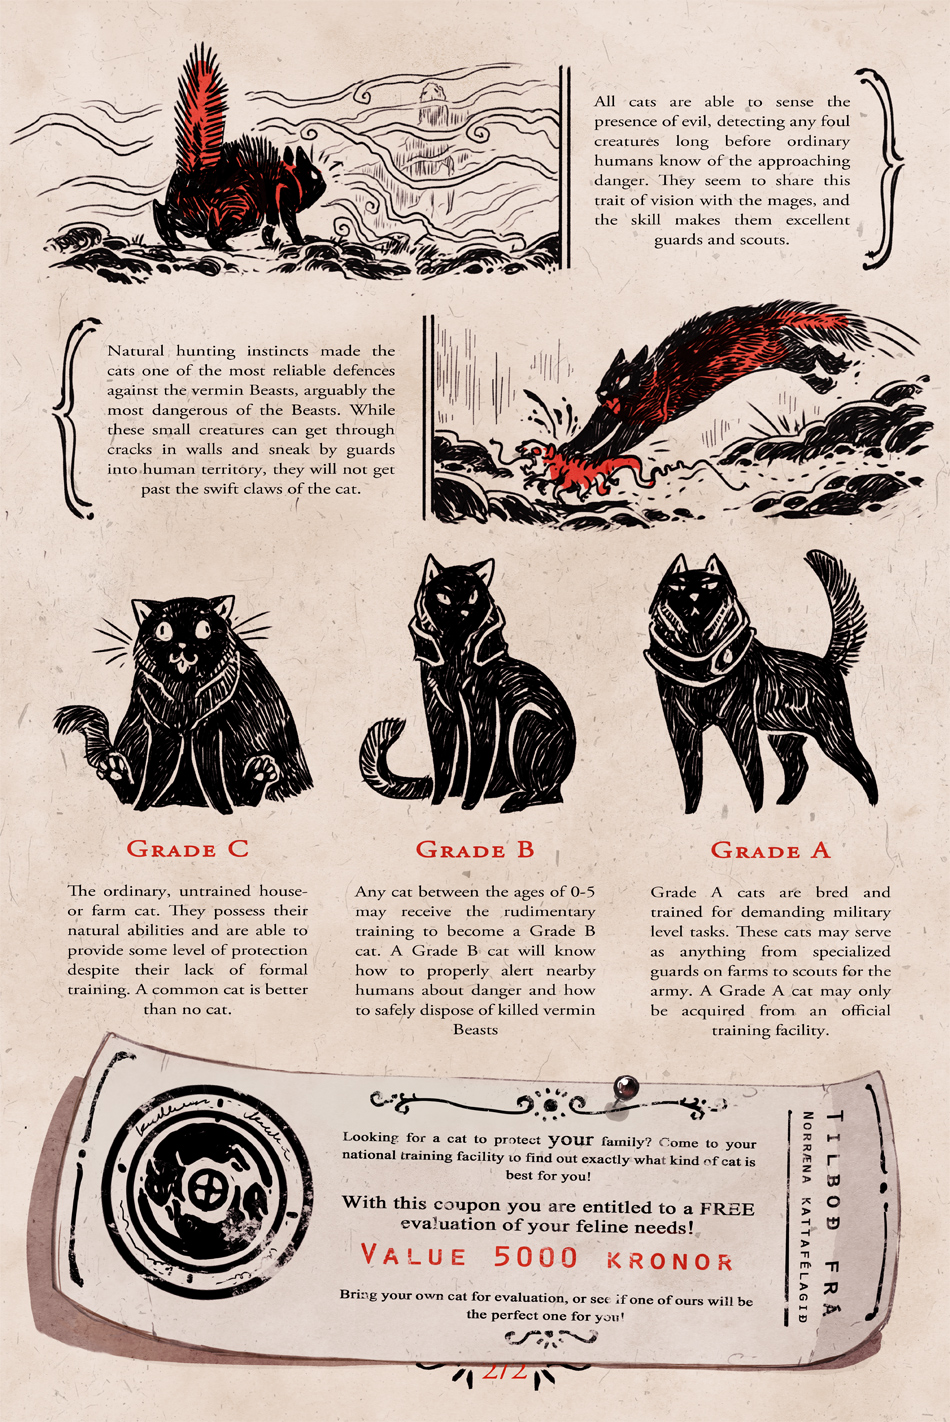 All cats are able to sense the
presence of evil, detecting any foul
creatures long before ordinary
humans know of the approaching
danger. They seem to share this
trait of vision with the mages, and
the skill makes them excellent
guards and scouts.
Natural hunting instincts made the
cats one of the most reliable defences
against the vermin Beasts, arguably the
most dangerous of the Beasts. While
these small creatures can get through
cracks in walls and sneak by guards
into human territory, they will not get
past the swift claws of the cat.
Grade C
The ordinary, untrained house-
or farm cat. They possess their
natural abilities and are able to
provide some level of protection
despite their lack of formal
training. A common cat is better
than no cat.
Grade B
Any cat between the ages of 0-5
may receive the rudimentary
training to become a Grade B
cat. A Grade B cat will know
how to properly alert nearby
humans about danger and how
to safely dispose of killed vermin
Beasts
Grade A
Grade A cats are bred and
trained for demanding military
level tasks. These cats may serve
as anything from specialized
guards on farms to scouts for the
army. A Grade A cat may only
be acquired from an official
training facility.
Looking for a cat to protect your family? Come to your
national training facility to find out exactly what kind of cat is
best for you!
With this coupon you are entitled to a FREE
evaluation of your feline needs!
Value 5000 kronor
Bring your own cat for evaluation, or see if one of ours will be
the perfect one for you!
TILBOÐ FRÁ
NORRÆNA KATTAFÉLAGIÐ
2/2